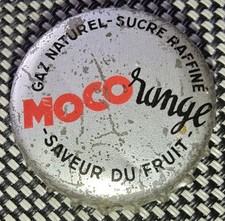 GAZ NATUREL-SUCRE RAFFINÉ
MOCOrange
-SAVEUR DU FRUIT